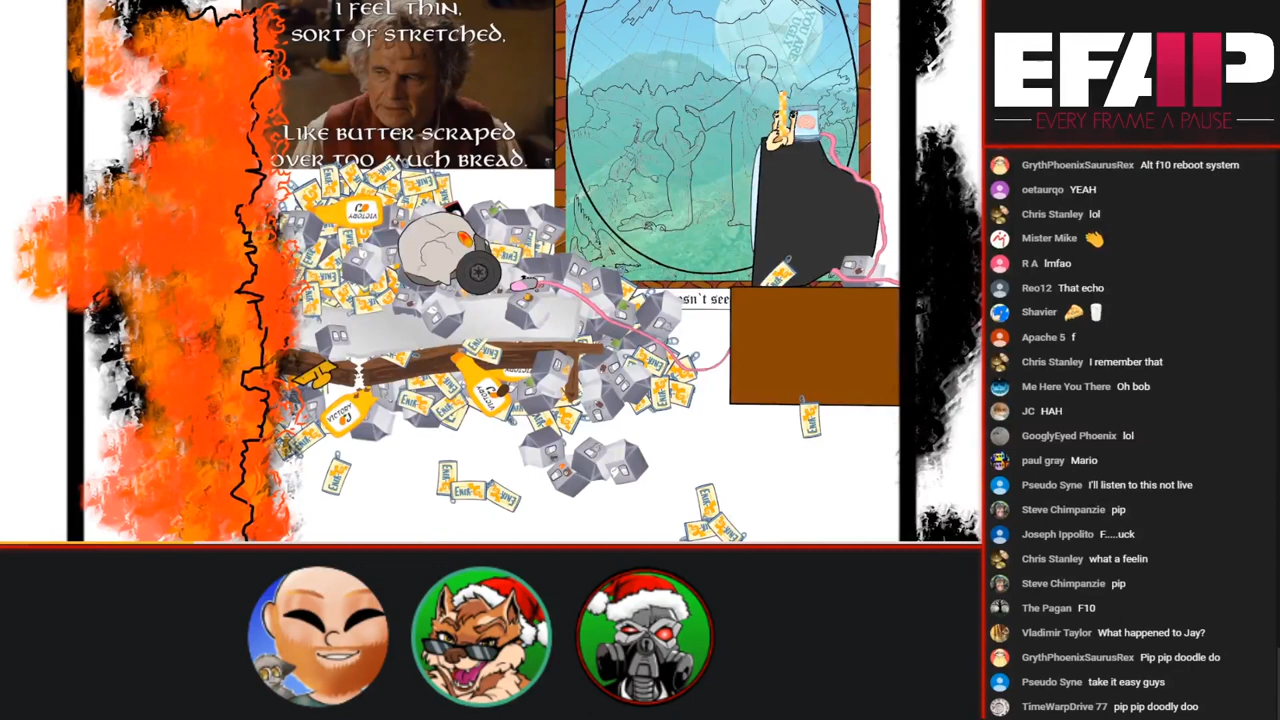 I FEEL THIN,
SORT OF STRETCHED,
LIKE BUTTER SCRAPED
OVER TOO MUCH BREAD.
YOU ARE
VICTORY
VICTORY
VICTORY
EFAP
EVERY FRAME A PAUSE
GrythPhoenixSaurusRex Alt f10 reboot system
oetaurqo YEAH
Chris Stanley lol
Mister Mike 👏
R A lmfao
Reo12 That echo
Shavier 🍕 🥛
Apache 5 f
Chris Stanley I remember that
Me Here You There Oh bob
JC HAH
GooglyEyed Phoenix lol
paul gray Mario
Pseudo Syne I'll listen to this not live
Steve Chimpanzie pip
Joseph Ippolito F.....uck
Chris Stanley what a feelin
Steve Chimpanzie pip
The Pagan F10
Vladimir Taylor What happened to Jay?
GrythPhoenixSaurusRex Pip pip doodle do
Pseudo Syne take it easy guys
TimeWarpDrive 77 pip pip doodly doo